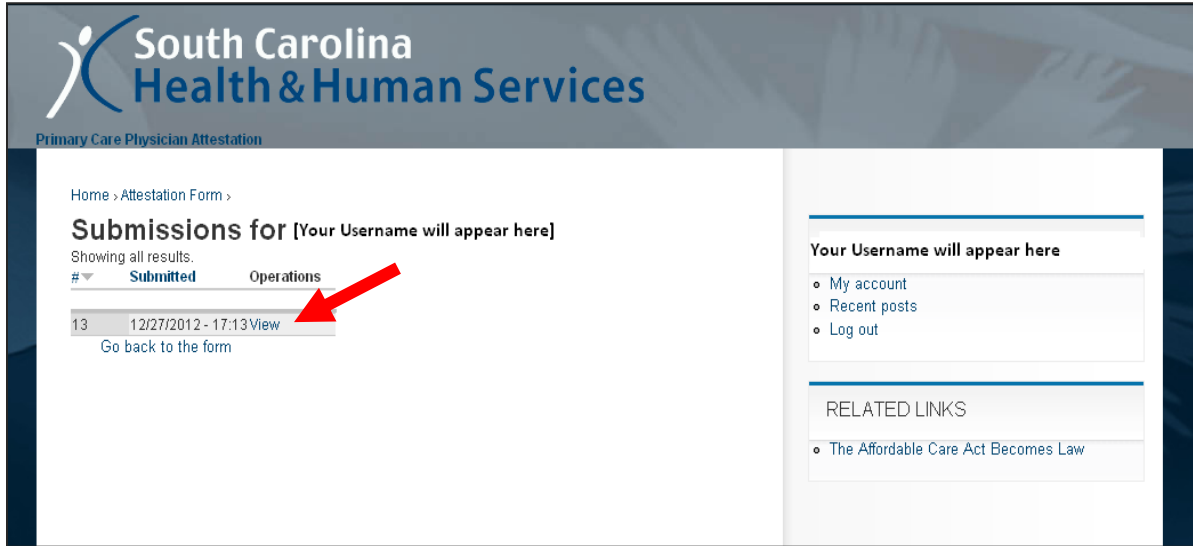 South Carolina
Health & Human Services
Primary Care Physician Attestation
Home › Attestation Form ›
Submissions for [Your Username will appear here]
Showing all results.
# Submitted Operations
13 12/27/2012 - 17:13 View
Go back to the form
Your Username will appear here
My account
Recent posts
Log out
RELATED LINKS
The Affordable Care Act Becomes Law